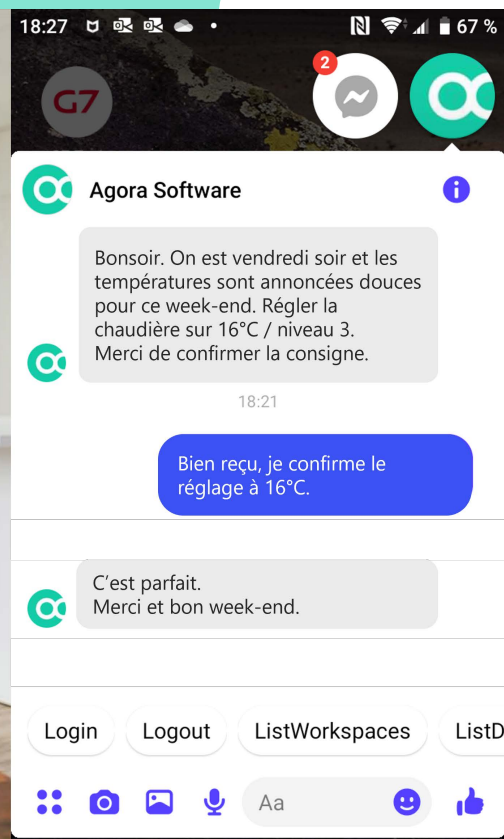 18:27
67 %
G7
2
Agora Software
Bonsoir. On est vendredi soir et les
températures sont annoncées douces
pour ce week-end. Régler la
chaudière sur 16°C / niveau 3.
Merci de confirmer la consigne.
18:21
Bien reçu, je confirme le
réglage à 16°C.
C'est parfait.
Merci et bon week-end.
Login Logout ListWorkspaces ListD
Aa